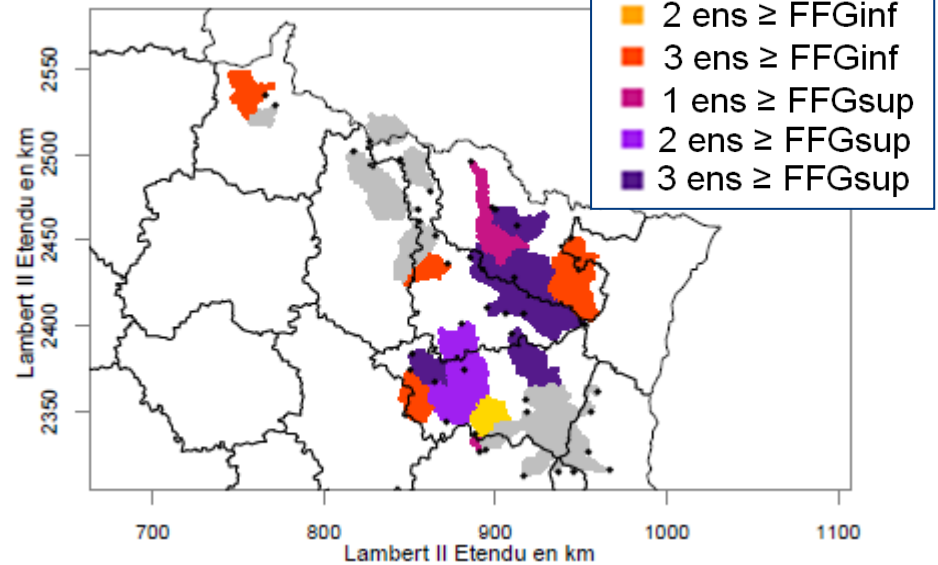 2 ens ≥ FFGinf
3 ens ≥ FFGinf
1 ens ≥ FFGsup
2 ens ≥ FFGsup
3 ens ≥ FFGsup
Lambert II Etendu en km
2550
2500
2450
2400
2350
700 800 900 1000 1100
Lambert II Etendu en km